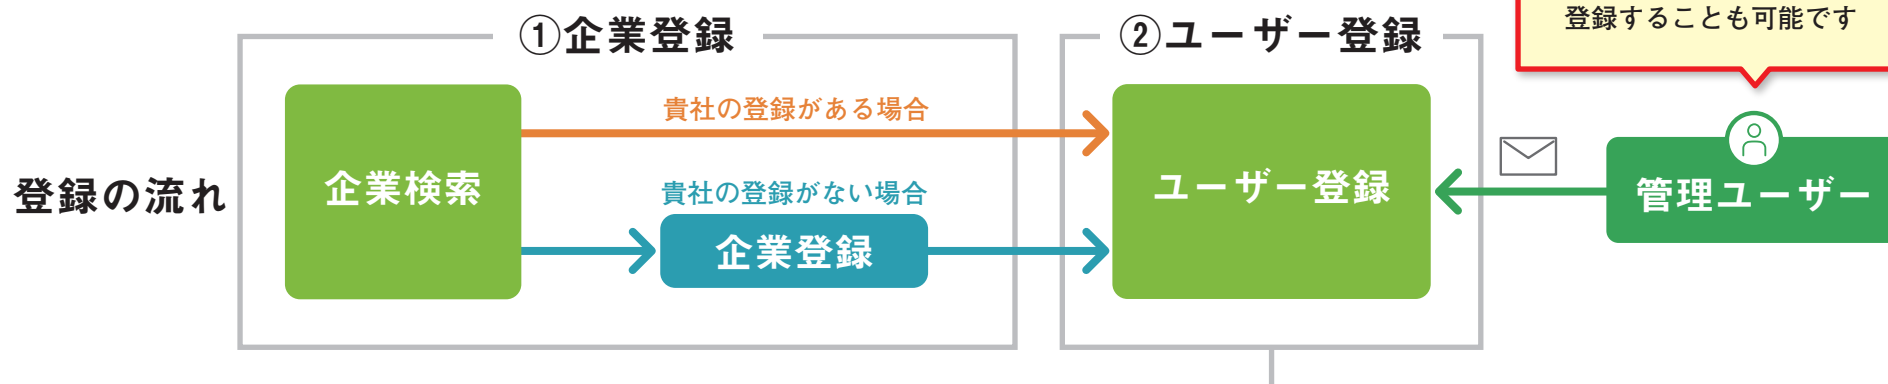 登録することも可能です
①企業登録
②ユーザー登録
登録の流れ
企業検索
貴社の登録がある場合
貴社の登録がない場合
企業登録
ユーザー登録
管理ユーザー